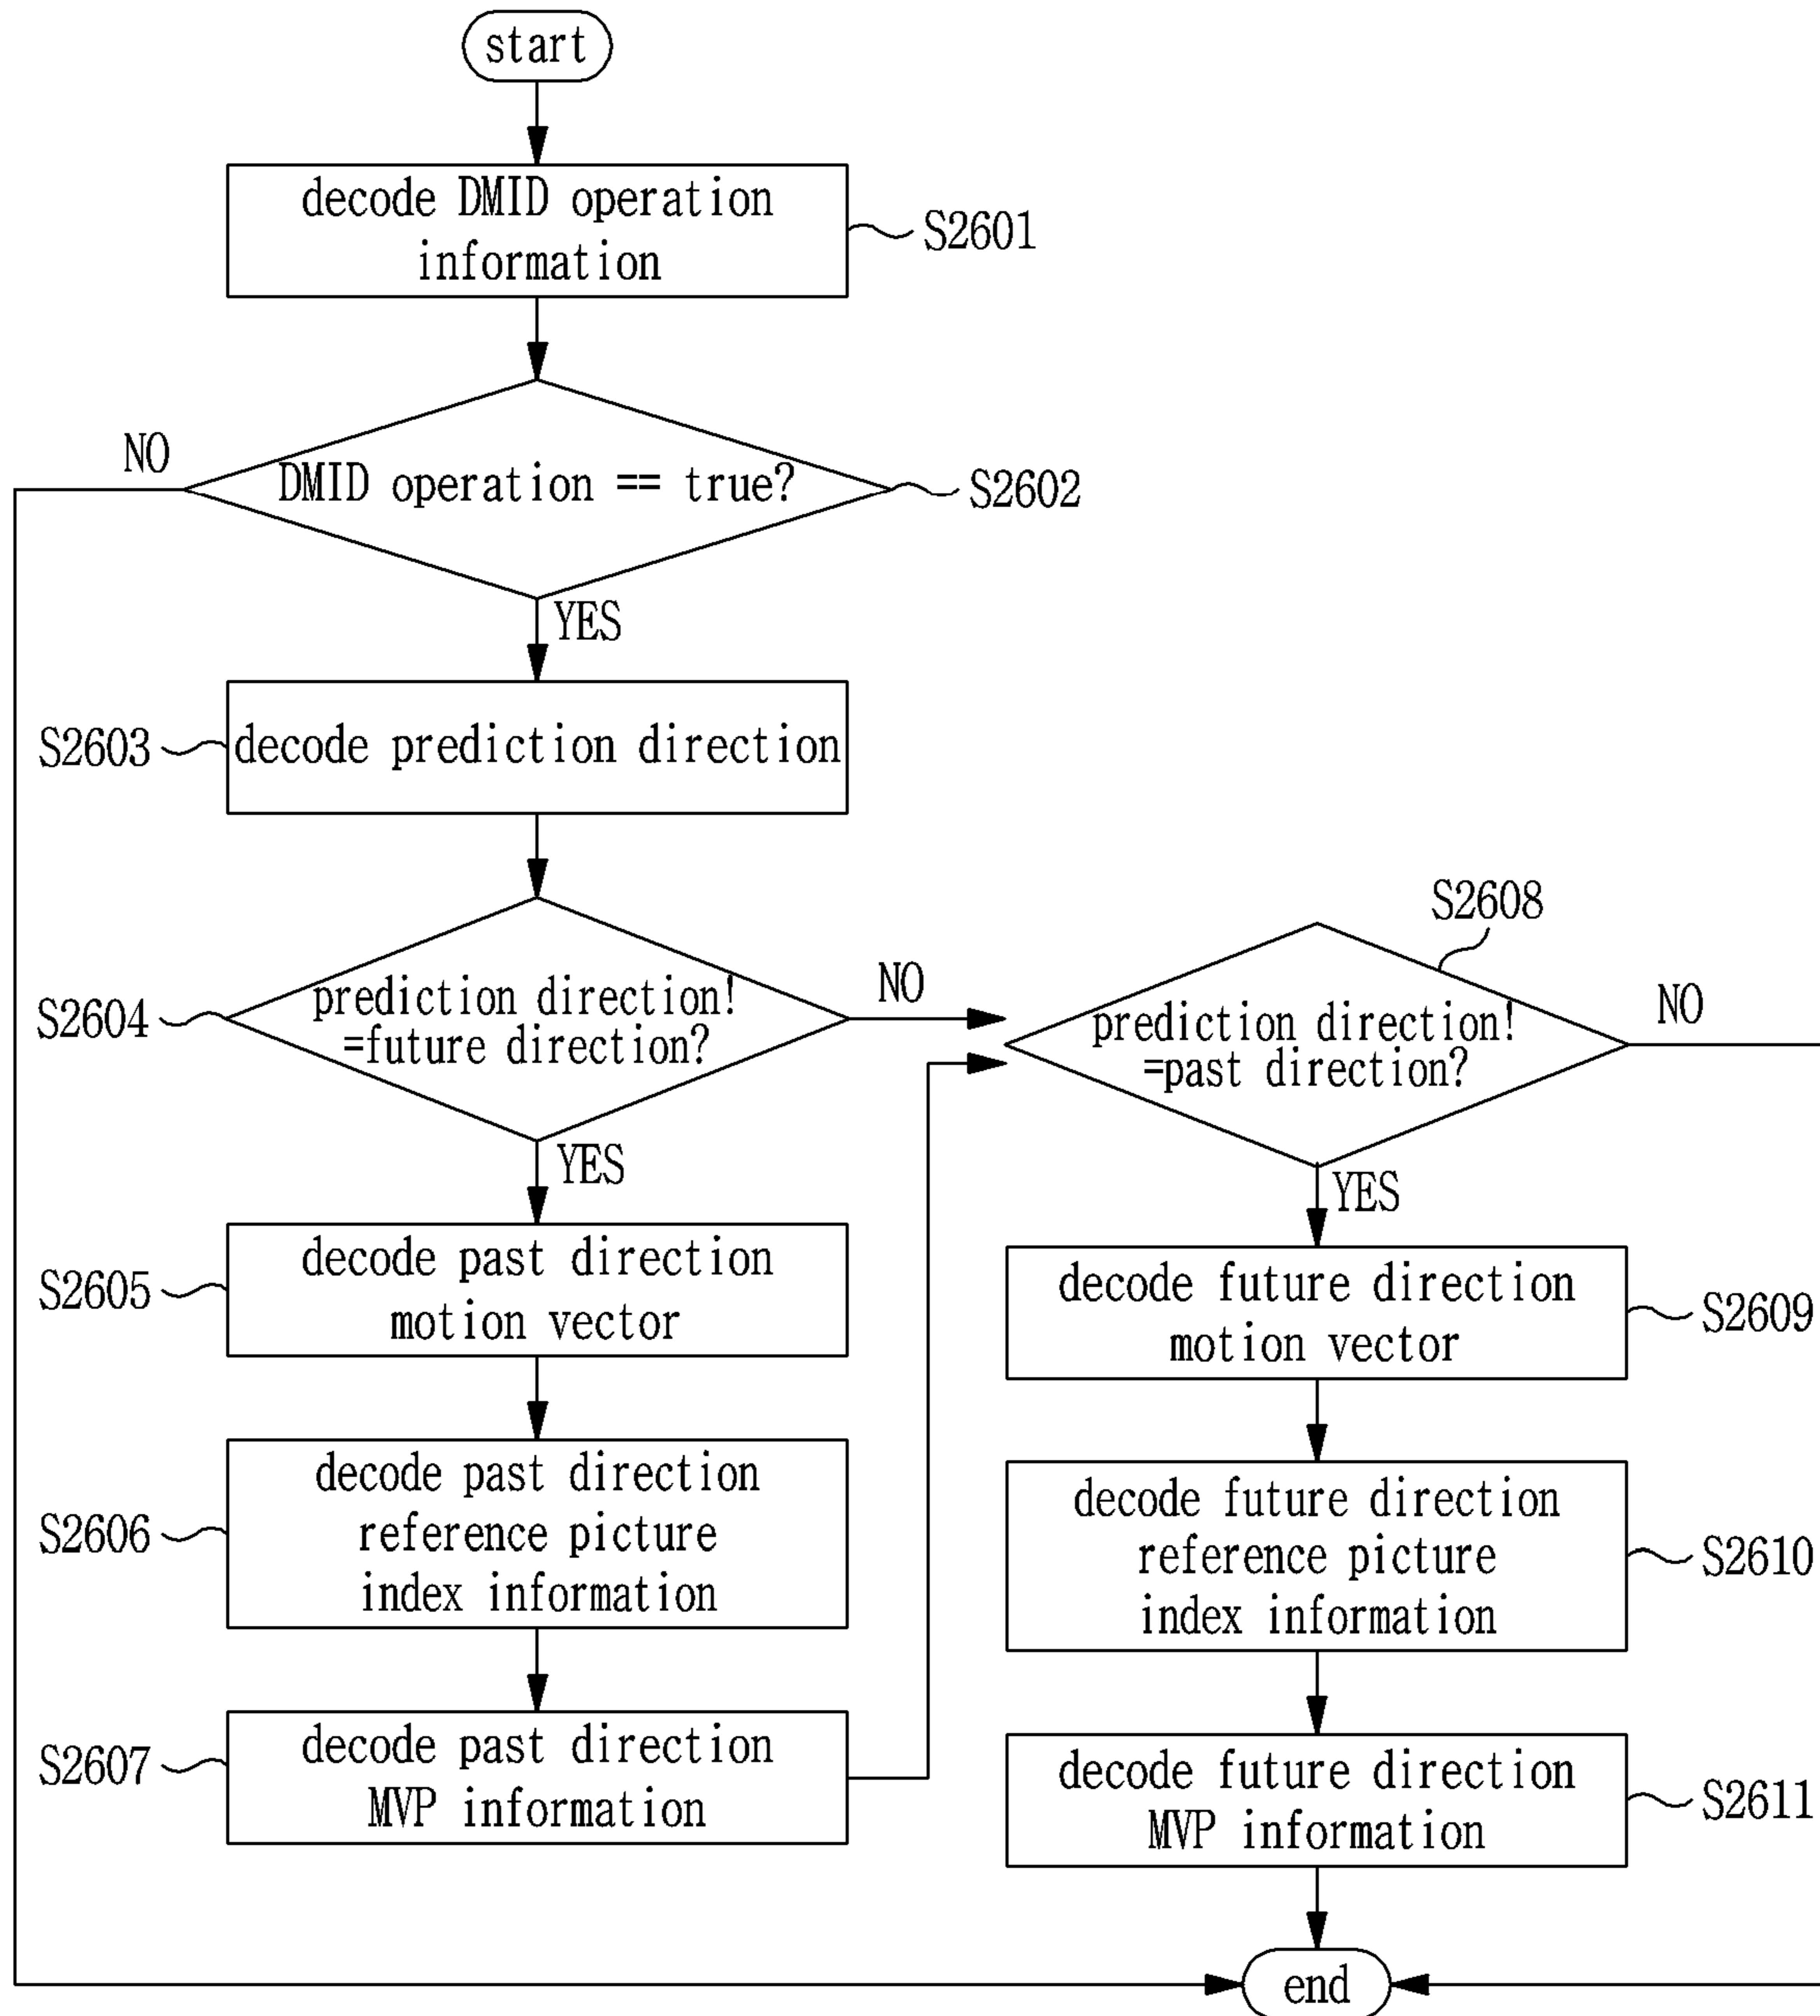 start
decode DMID operation
information
S2601
NO
DMID operation == true?
S2602
YES
S2603
decode prediction direction
S2604
prediction direction!
=future direction?
NO
YES
S2605
decode past direction
motion vector
S2606
decode past direction
reference picture
index information
S2607
decode past direction
MVP information
S2608
prediction direction!
=past direction?
NO
YES
decode future direction
motion vector
S2609
decode future direction
reference picture
index information
S2610
decode future direction
MVP information
S2611
end